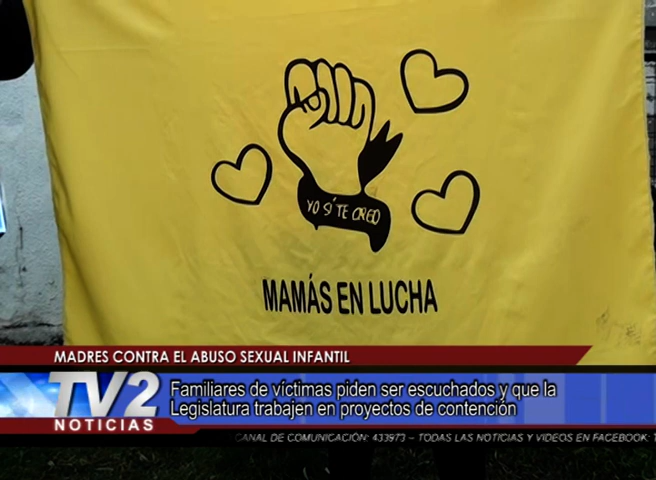 YO SÍ TE CREO
MAMÁS EN LUCHA
MADRES CONTRA EL ABUSO SEXUAL INFANTIL
TV2
NOTICIAS
Familiares de víctimas piden ser escuchados y que la
Legislatura trabajen en proyectos de contención
CANAL DE COMUNICACIÓN: 433973 – TODAS LAS NOTICIAS Y VIDEOS EN FACEBOOK: